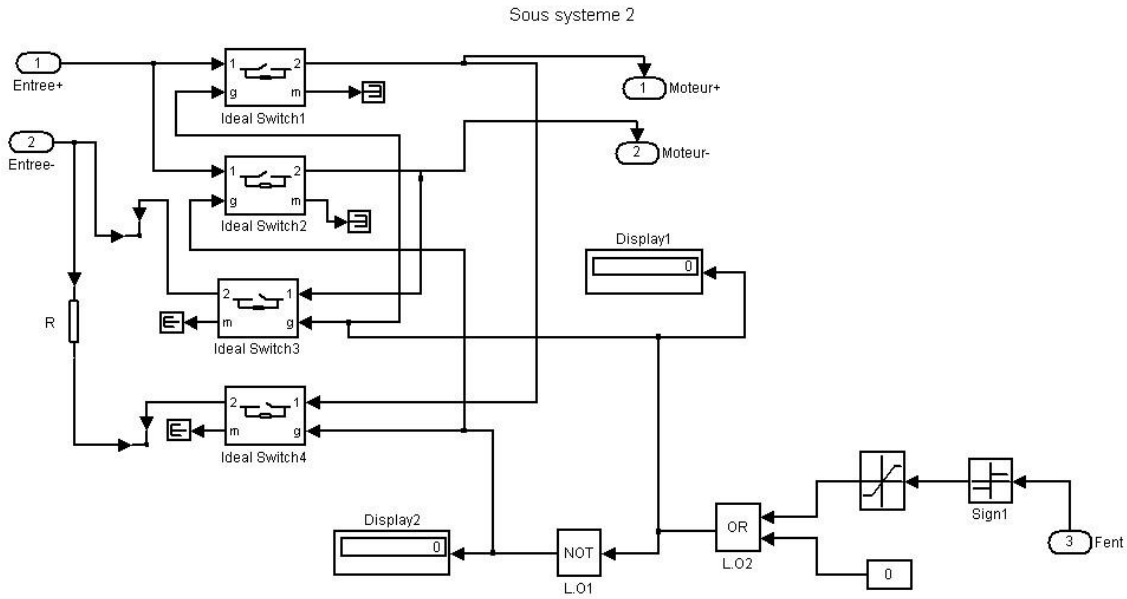 Sous systeme 2
1
Entree+
1 2
g m
Ideal Switch1
1
Moteur+
2
Entree-
1 2
g m
Ideal Switch2
2
Moteur-
Display1
0
2 1
m g
Ideal Switch3
R
2 1
m g
Ideal Switch4
Sign1
3
Fent
OR
L.O2
0
Display2
0
NOT
L.O1